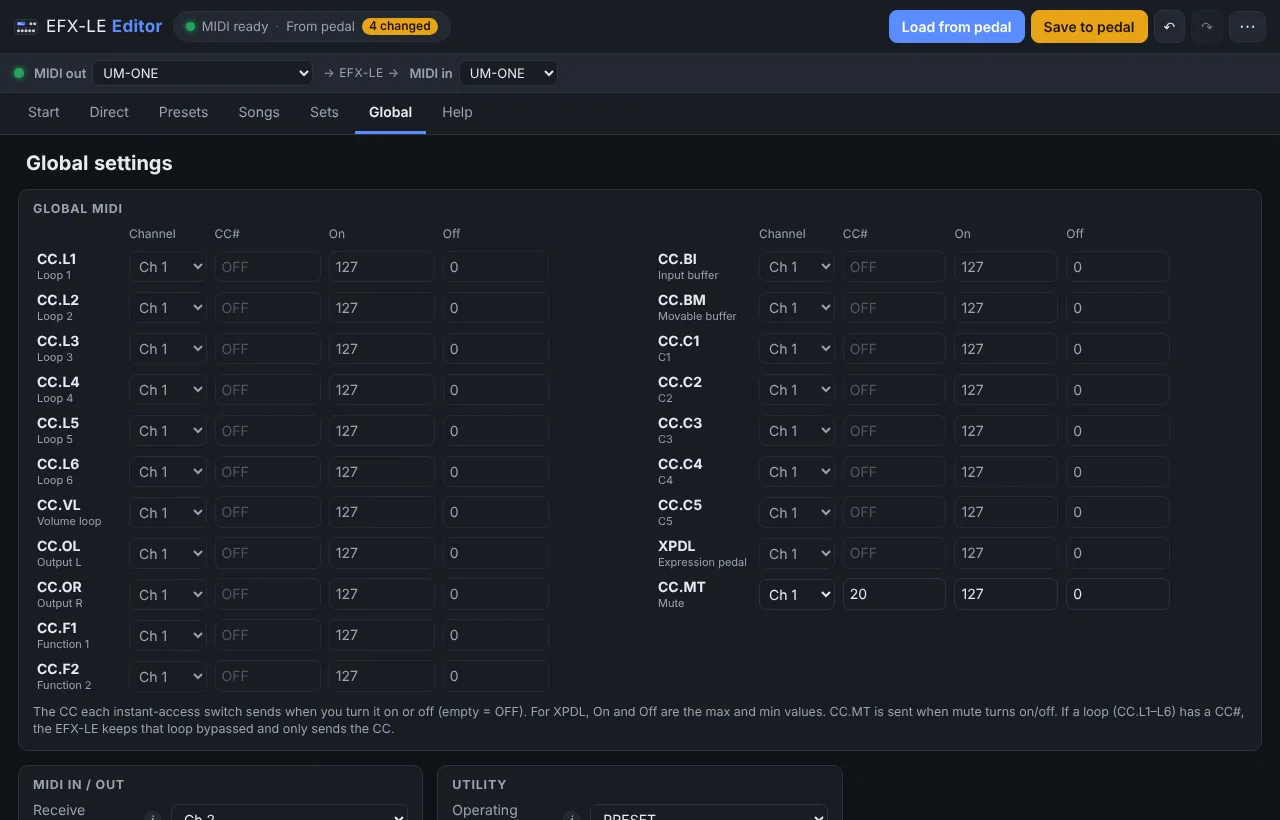 EFX-LE Editor
MIDI ready · From pedal 4 changed
Load from pedal
Save to pedal
MIDI out UM-ONE → EFX-LE → MIDI in UM-ONE
Start Direct Presets Songs Sets Global Help
Global settings
GLOBAL MIDI
Channel CC# On Off
CC.L1 Ch 1 OFF 127 0
Loop 1
CC.L2 Ch 1 OFF 127 0
Loop 2
CC.L3 Ch 1 OFF 127 0
Loop 3
CC.L4 Ch 1 OFF 127 0
Loop 4
CC.L5 Ch 1 OFF 127 0
Loop 5
CC.L6 Ch 1 OFF 127 0
Loop 6
CC.VL Ch 1 OFF 127 0
Volume loop
CC.OL Ch 1 OFF 127 0
Output L
CC.OR Ch 1 OFF 127 0
Output R
CC.F1 Ch 1 OFF 127 0
Function 1
CC.F2 Ch 1 OFF 127 0
Function 2
Channel CC# On Off
CC.BI Ch 1 OFF 127 0
Input buffer
CC.BM Ch 1 OFF 127 0
Movable buffer
CC.C1 Ch 1 OFF 127 0
C1
CC.C2 Ch 1 OFF 127 0
C2
CC.C3 Ch 1 OFF 127 0
C3
CC.C4 Ch 1 OFF 127 0
C4
CC.C5 Ch 1 OFF 127 0
C5
XPDL Ch 1 OFF 127 0
Expression pedal
CC.MT Ch 1 20 127 0
Mute
The CC each instant-access switch sends when you turn it on or off (empty = OFF). For XPDL, On and Off are the max and min values. CC.MT is sent when mute turns on/off. If a loop (CC.L1–L6) has a CC#,
the EFX-LE keeps that loop bypassed and only sends the CC.
MIDI IN / OUT
Receive i Ch 2
UTILITY
Operating i PRESET